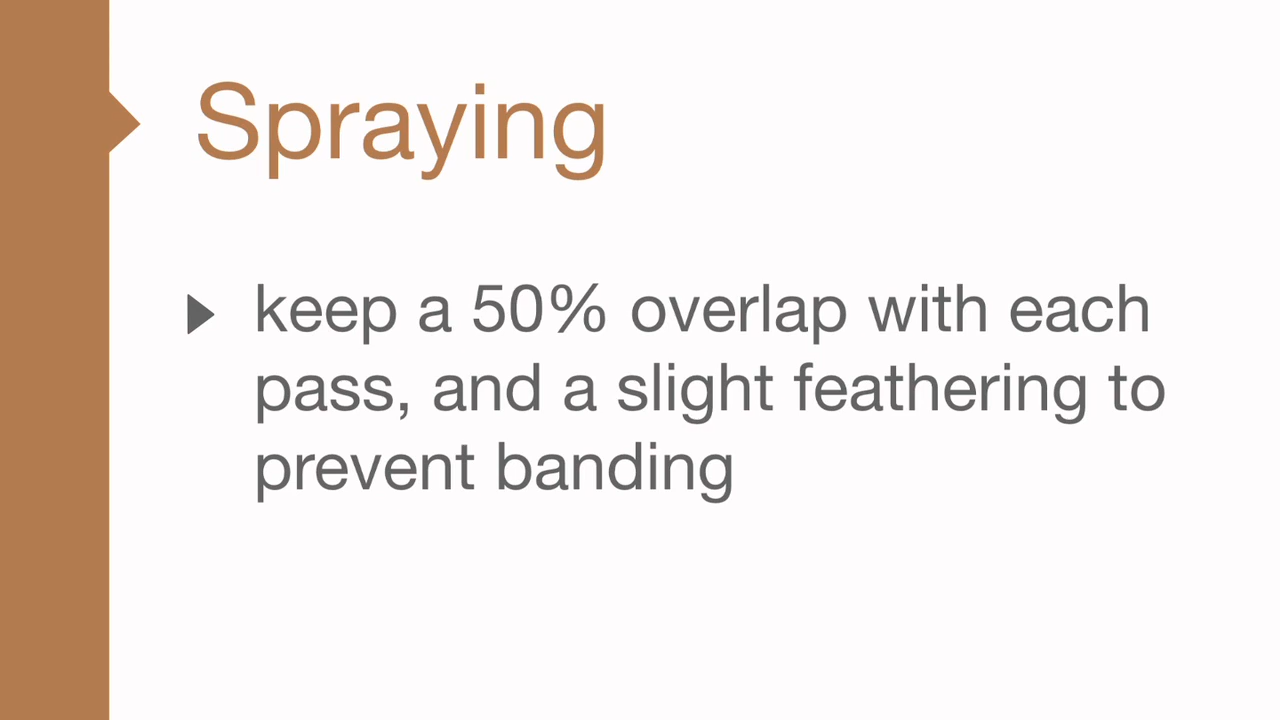 Spraying
keep a 50% overlap with each
pass, and a slight feathering to
prevent banding